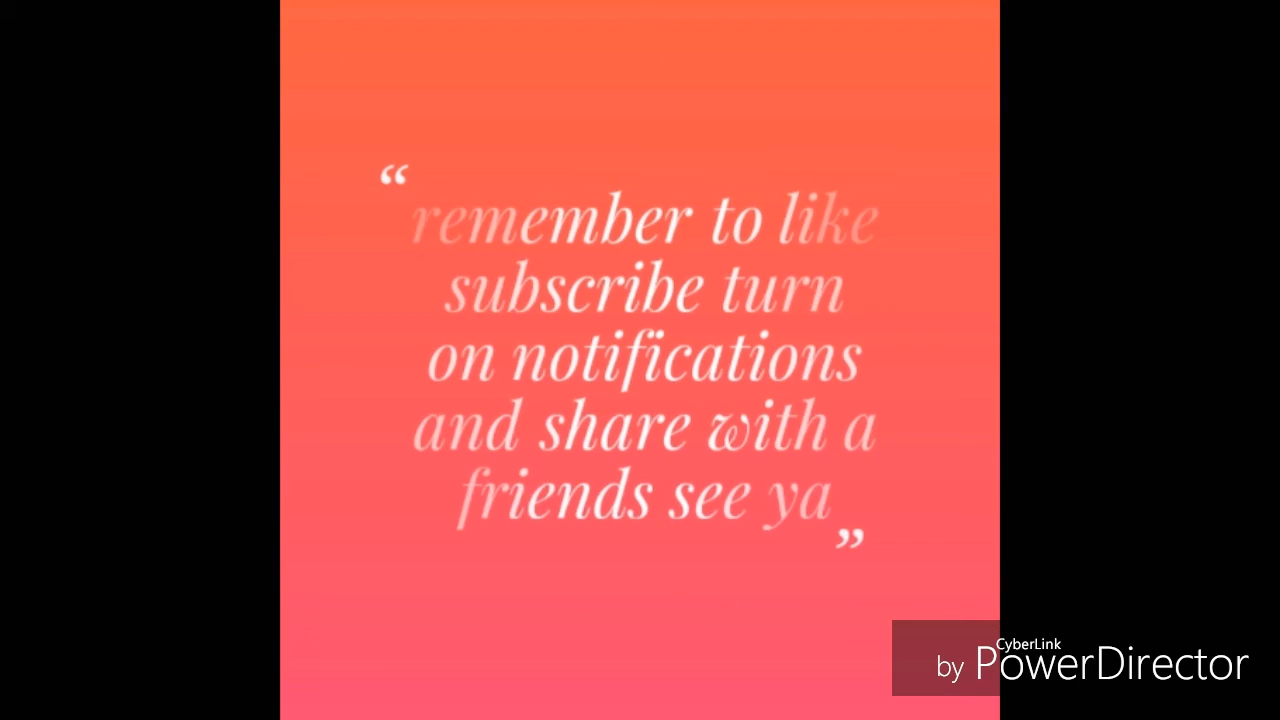 “
remember to like
subscribe turn
on notifications
and share with a
friends see ya
”
CyberLink
by PowerDirector